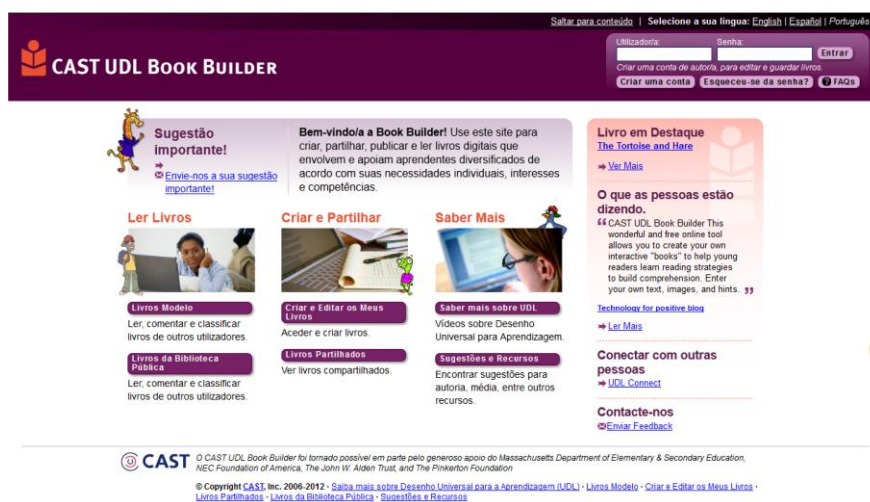 Saltar para conteúdo | Selecione a sua língua: English | Español | Português
CAST UDL BOOK BUILDER
Utilizador/a: Senha:
Entrar
Criar uma conta de autor/a, para editar e guardar livros.
Criar uma conta Esqueceu-se da senha? FAQs
Sugestão
importante!
Envie-nos a sua sugestão
importante!
Bem-vindo/a a Book Builder! Use este site para
criar, partilhar, publicar e ler livros digitais que
envolvem e apoiam aprendentes diversificados de
acordo com suas necessidades individuais, interesses
e competências.
Ler Livros
Livros Modelo
Ler, comentar e classificar
livros de outros utilizadores.
Livros da Biblioteca
Pública
Ler, comentar e classificar
livros de outros utilizadores.
Criar e Partilhar
Criar e Editar os Meus
Livros
Aceder e criar livros.
Livros Partilhados
Ver livros compartilhados.
Saber Mais
Saber mais sobre UDL
Vídeos sobre Desenho
Universal para Aprendizagem.
Sugestões e Recursos
Encontrar sugestões para
autoria, média, entre outros
recursos.
Livro em Destaque
The Tortoise and Hare
Ver Mais
O que as pessoas estão
dizendo.
“CAST UDL Book Builder This
wonderful and free online tool
allows you to create your own
interactive "books" to help young
readers learn reading strategies
to build comprehension. Enter
your own text, images, and hints. ”
Technology for positive blog
Ler Mais
Conectar com outras
pessoas
UDL Connect
Contacte-nos
Enviar Feedback
CAST
O CAST UDL Book Builder foi tornado possível em parte pelo generoso apoio do Massachusetts Department of Elementary & Secondary Education,
NEC Foundation of America, The John W. Alden Trust, and The Pinkerton Foundation
© Copyright CAST, Inc. 2006-2012 · Saiba mais sobre Desenho Universal para a Aprendizagem (UDL) · Livros Modelo · Criar e Editar os Meus Livros ·
Livros Partilhados · Livros da Biblioteca Pública · Sugestões e Recursos